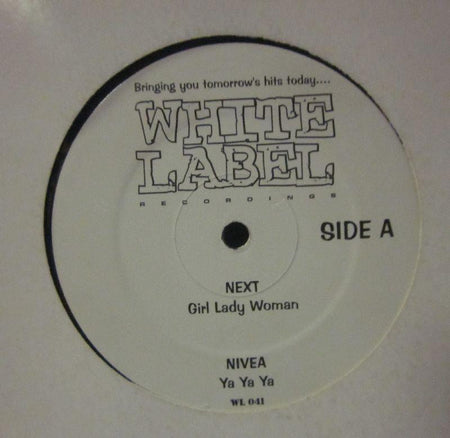 Bringing you tomorrow's hits today....
WHITE
LABEL
RECORDINGS
SIDE A
NEXT
Girl Lady Woman
NIVEA
Ya Ya Ya
WL 041